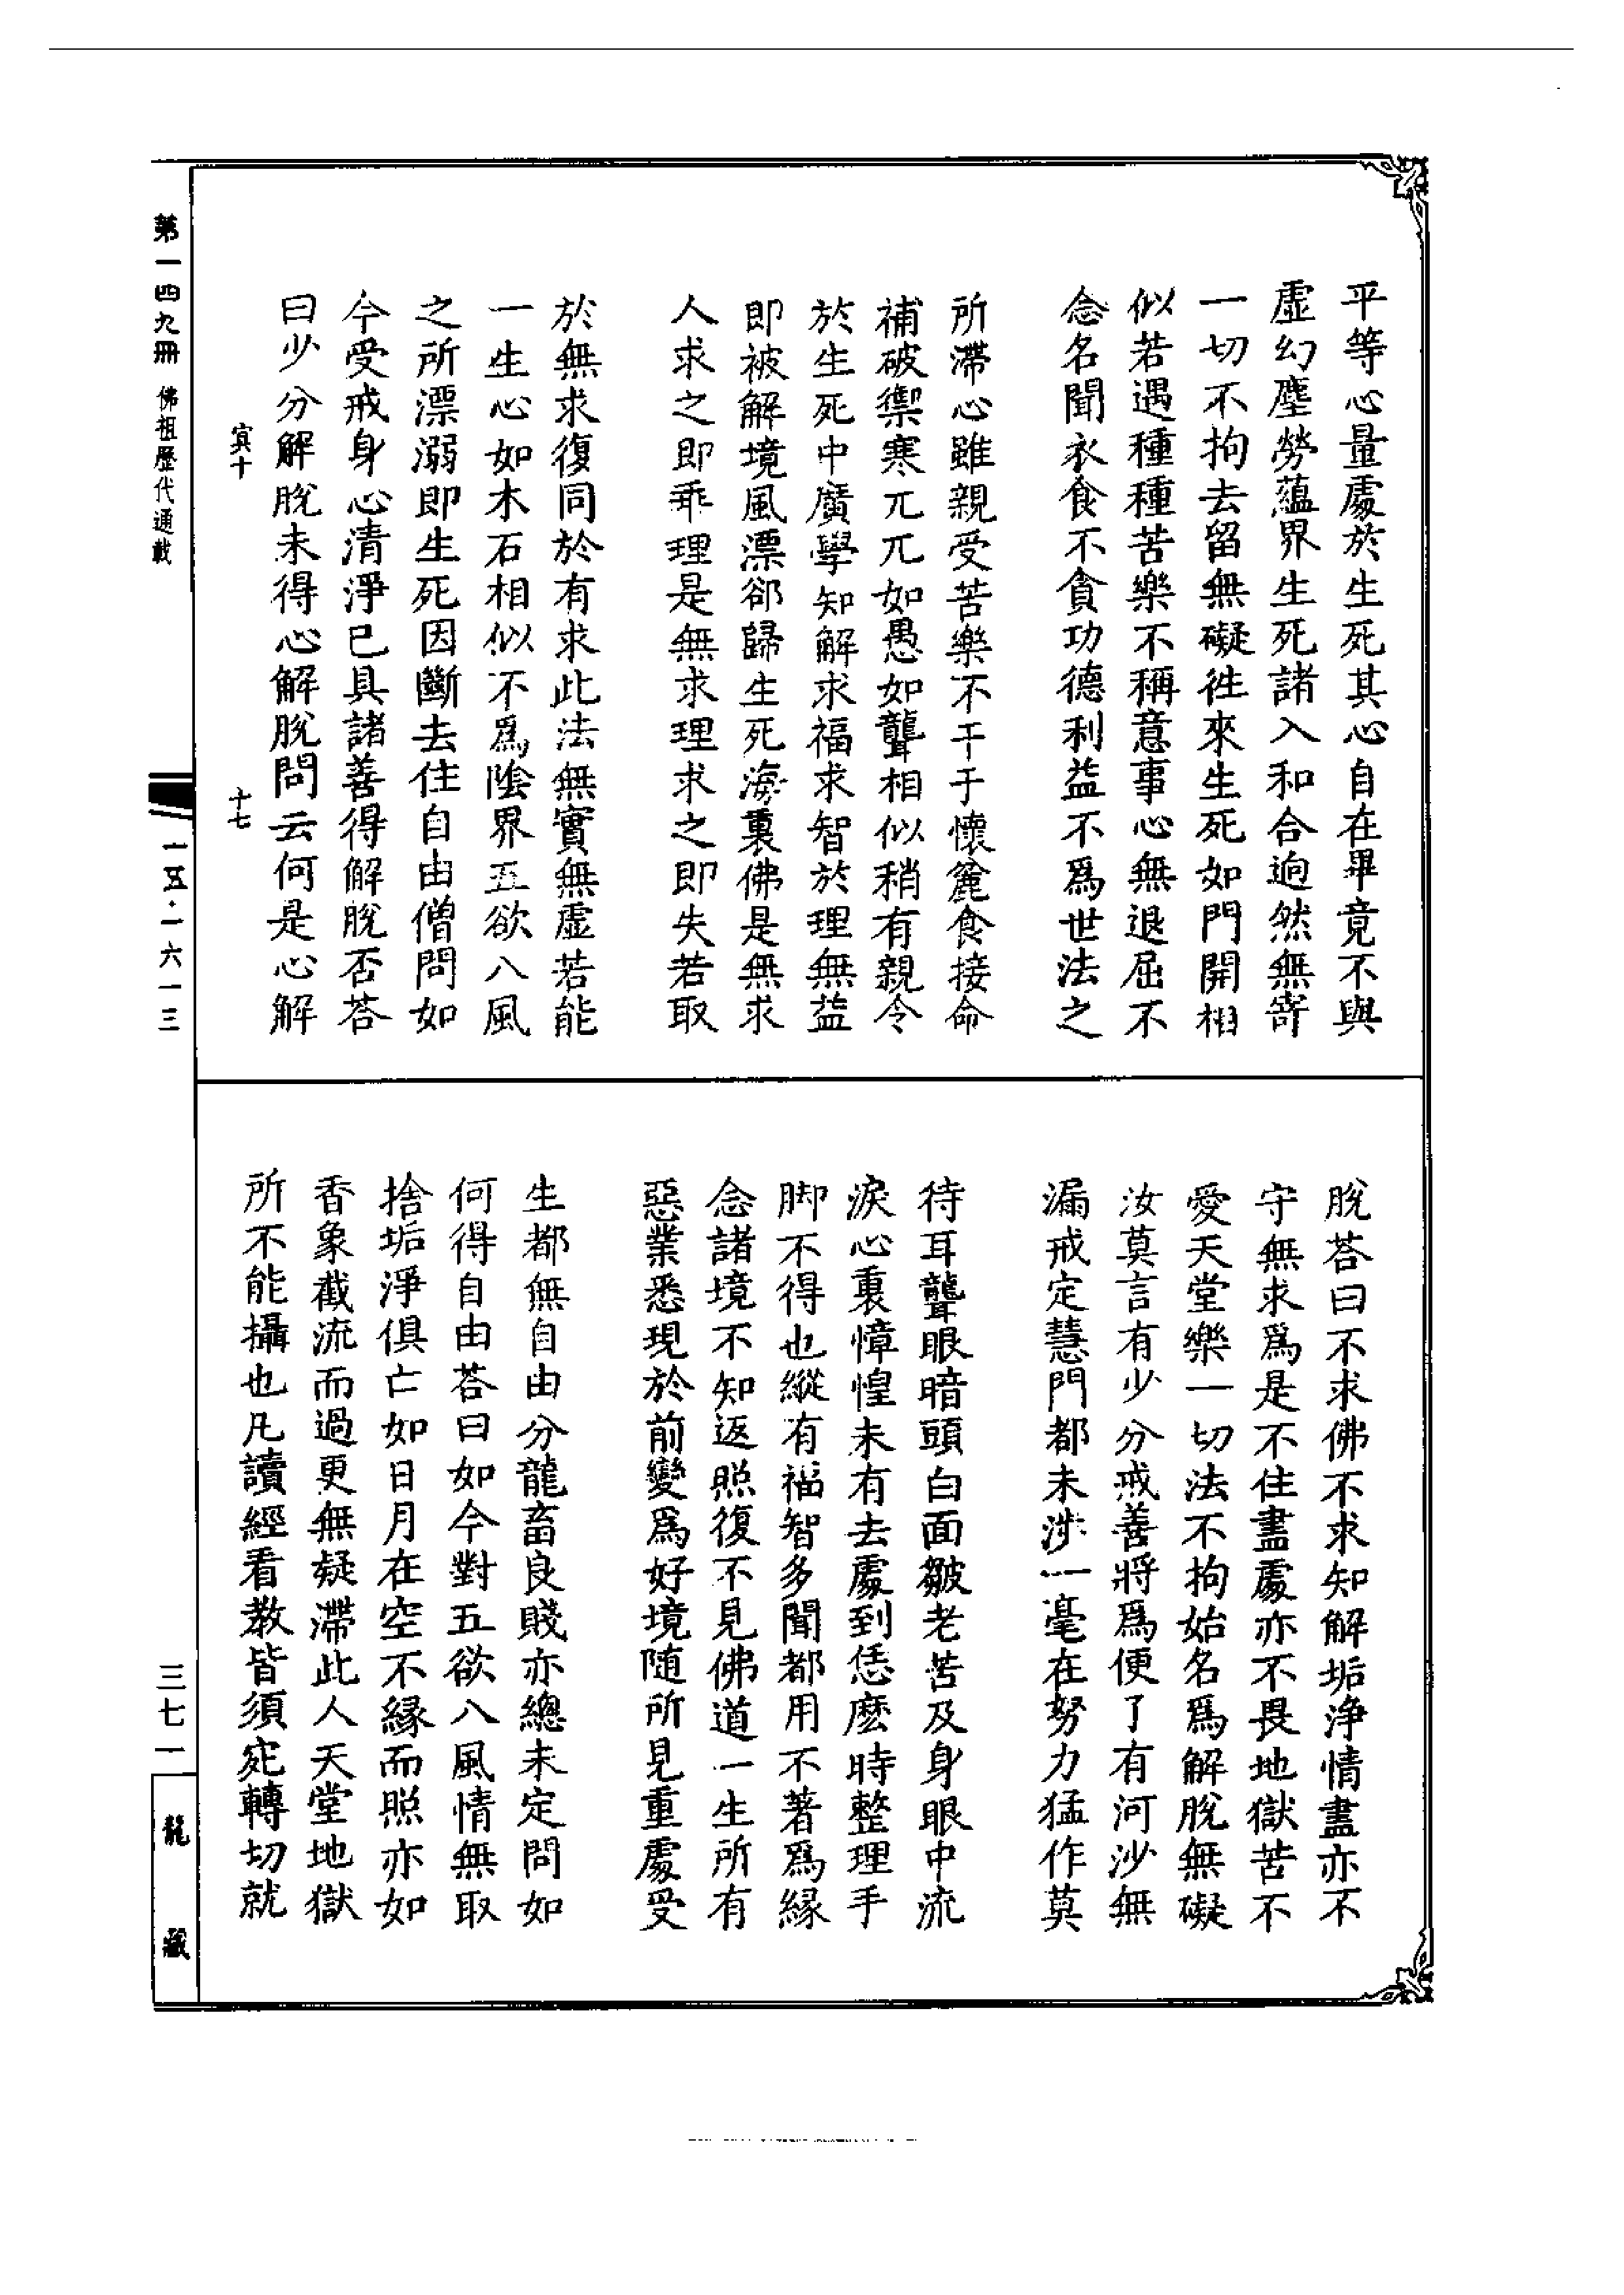 平等心量處於生死其心自在畢竟不與
虛幻塵勞蘊界生死諸入和合逈然無寄
一切不拘去留無礙徃來生死如門開相
似若遇種種苦樂不稱意事心無退屈不
念名聞衣食不貪功德利益不爲世法之
所滯心雖親受苦樂不干于懷麄食接命
補破禦寒兀兀如愚如聾相似稍有親令
於生死中廣學知解求福求智於理無益
即被解境風漂郤歸生死海裏佛是無求
人求之即乖理是無求理求之即失若取
於無求復同於有求此法無實無虛若能
一生心如木石相似不爲陰界五欲八風
之所漂溺即生死因斷去住自由僧問如
今受戒身心清淨已具諸善得解脫否荅
曰少分解脫未得心解脫問云何是心解
脫荅曰不求佛不求知解垢淨情盡亦不
守無求爲是不住盡處亦不畏地獄苦不
愛天堂樂一切法不拘始名爲解脫無礙
汝莫言有少分戒善將爲便了有河沙無
漏戒定慧門都未涉一毫在努力猛作莫
待耳聾眼暗頭白面皺老苦及身眼中流
淚心裏慞惶未有去處到恁麽時整理手
脚不得也縱有福智多聞都用不著爲緣
念諸境不知返照復不見佛道一生所有
惡業悉現於前變爲好境随所見重處受
生都無自由分龍畜良賤亦總未定問如
何得自由荅曰如今對五欲八風情無取
捨垢淨俱亡如日月在空不緣而照亦如
香象截流而過更無疑滯此人天堂地獄
所不能攝也凡讀經看教皆須宛轉切就
寅十
十七
第一四九冊 佛祖歷代通載
一五·一六一三
三七一
龍藏